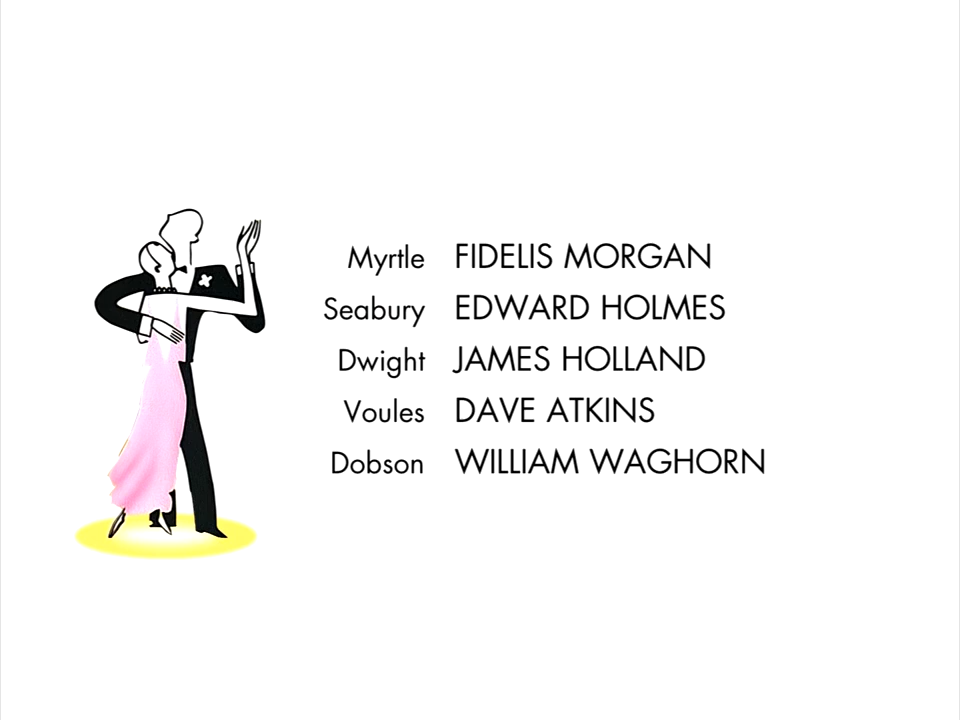 Myrtle FIDELIS MORGAN
Seabury EDWARD HOLMES
Dwight JAMES HOLLAND
Voules DAVE ATKINS
Dobson WILLIAM WAGHORN